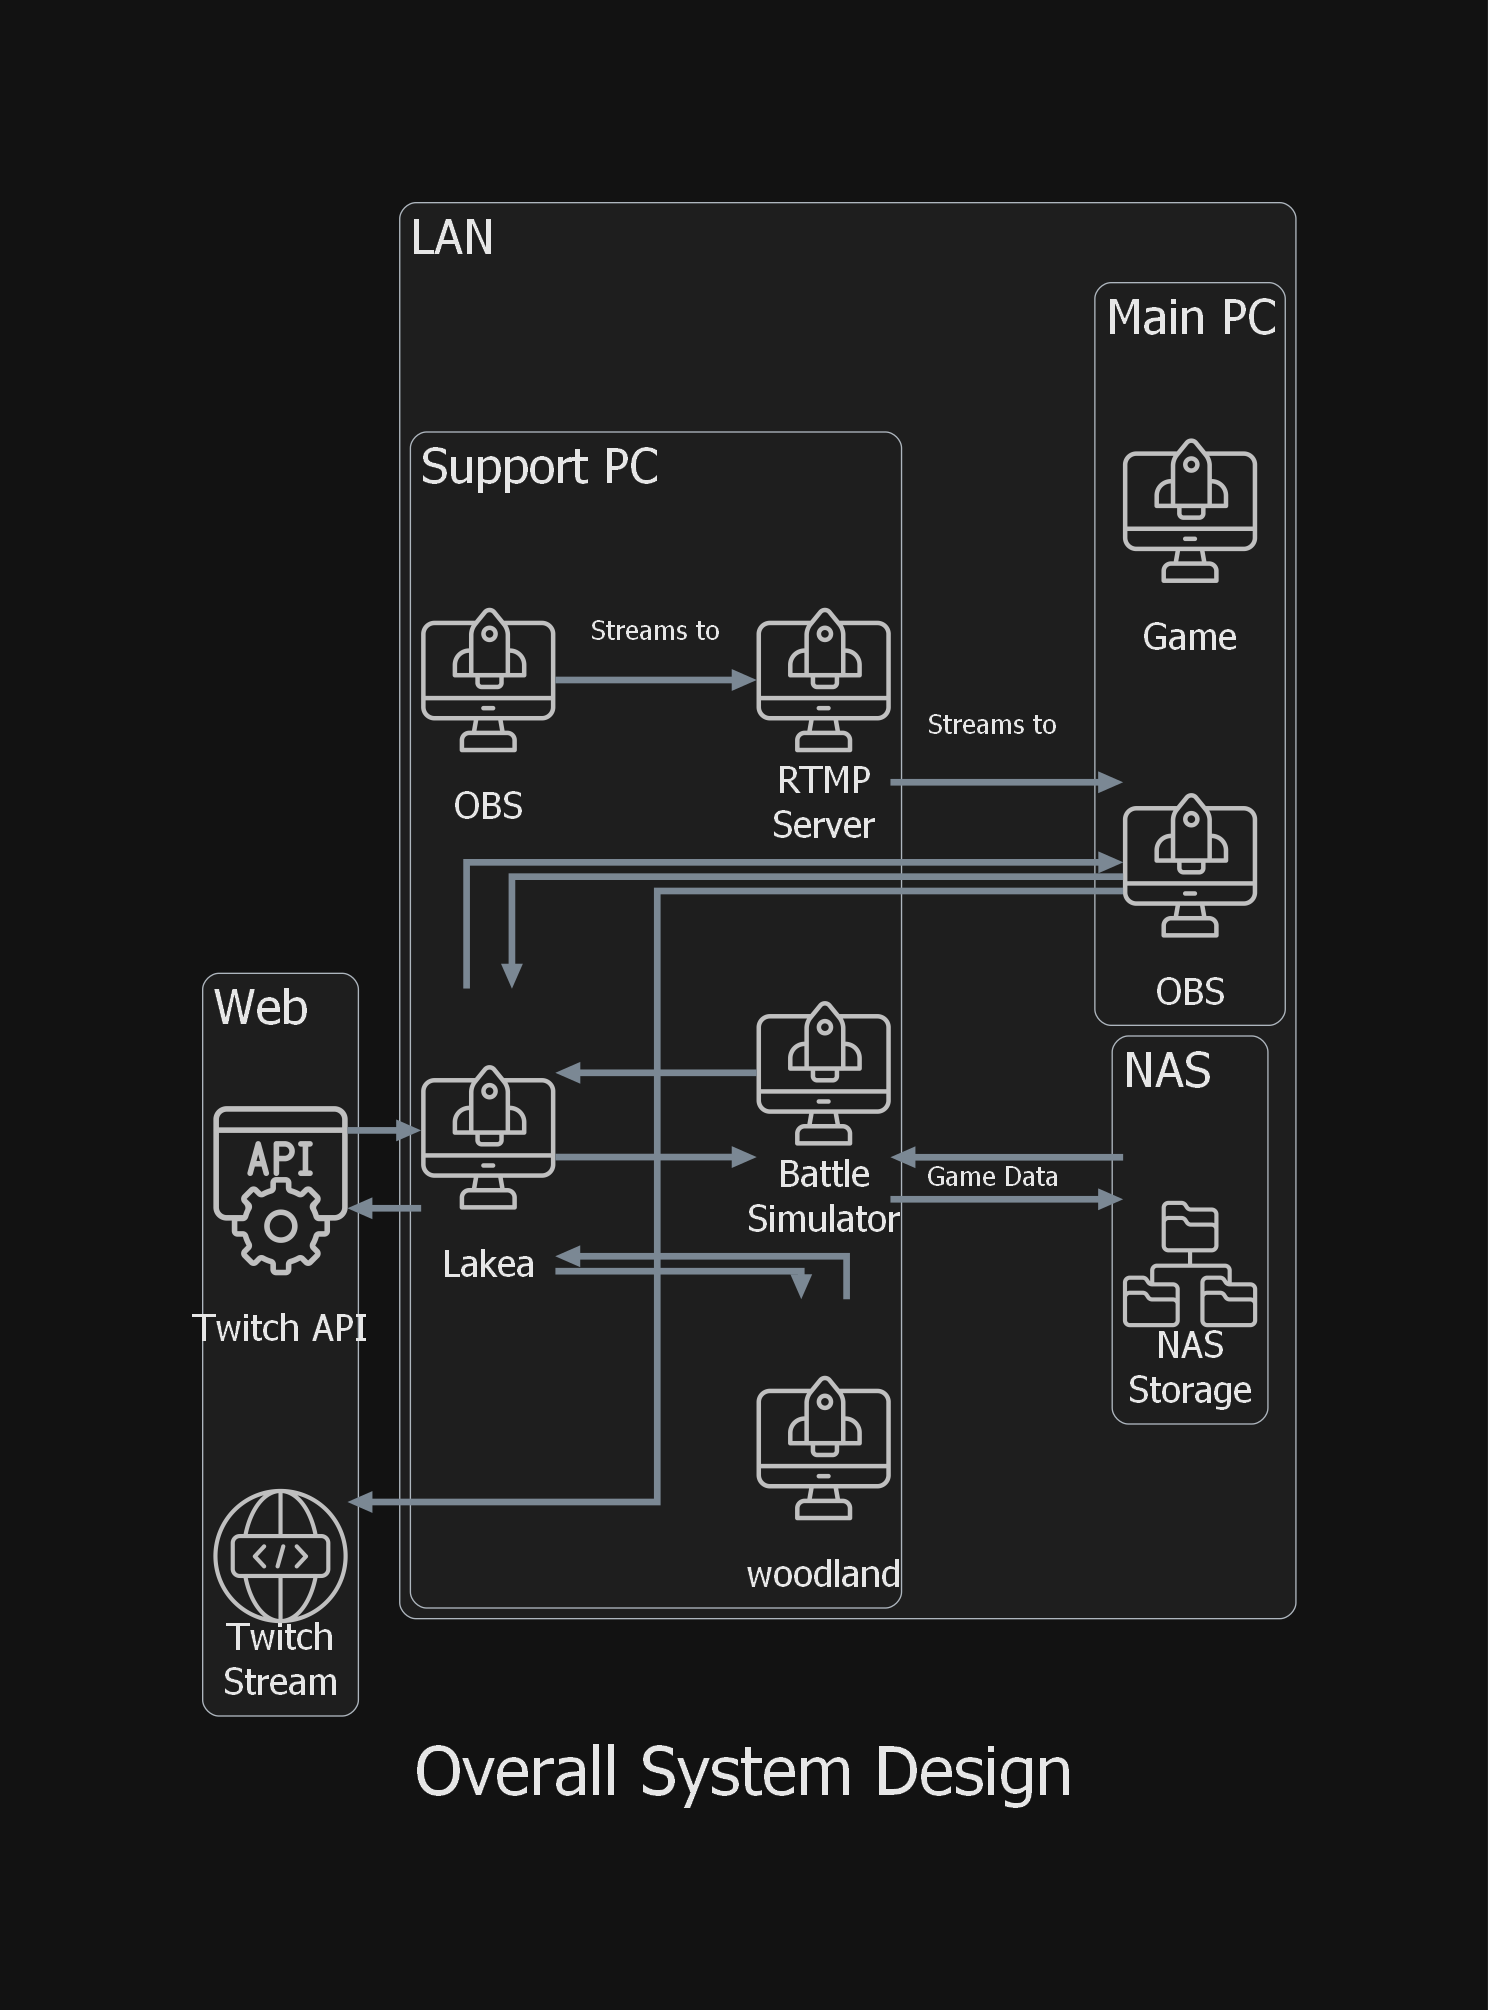 LAN
Main PC
Support PC
Game
Streams to
Streams to
OBS
RTMP
Server
OBS
Web
NAS
API
Battle
Simulator
Game Data
Lakea
Twitch API
NAS
Storage
</>
woodland
Twitch
Stream
Overall System Design